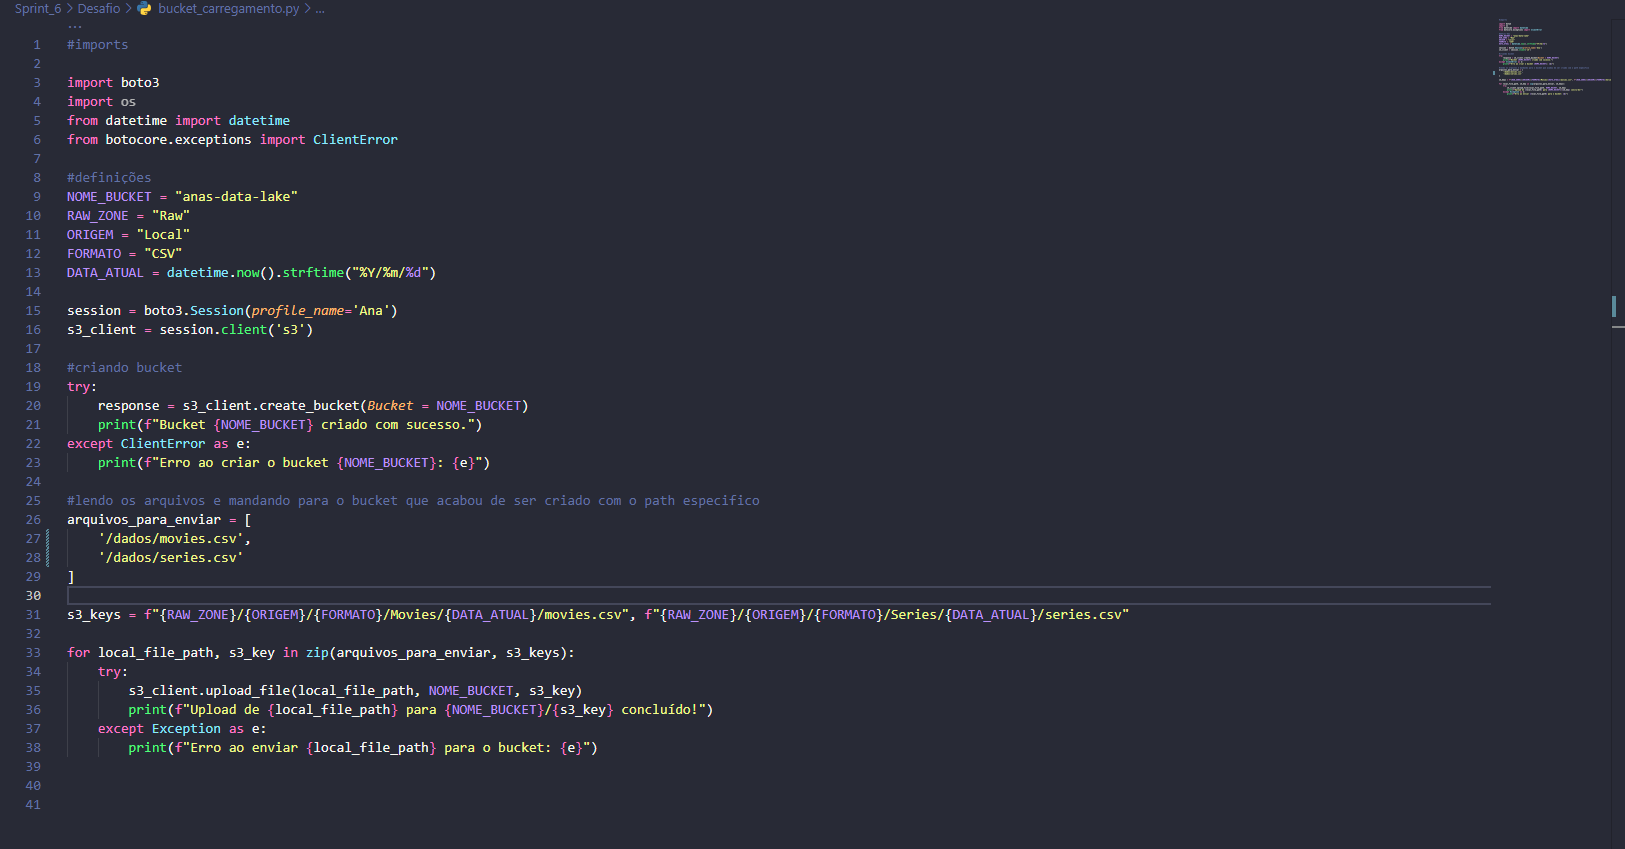 Sprint_6 > Desafio > bucket_carregamento.py > ...
...
1 #imports
2
3 import boto3
4 import os
5 from datetime import datetime
6 from botocore.exceptions import ClientError
7
8 #definições
9 NOME_BUCKET = "anas-data-lake"
10 RAW_ZONE = "Raw"
11 ORIGEM = "Local"
12 FORMATO = "CSV"
13 DATA_ATUAL = datetime.now().strftime("%Y/%m/%d")
14
15 session = boto3.Session(profile_name='Ana')
16 s3_client = session.client('s3')
17
18 #criando bucket
19 try:
20     response = s3_client.create_bucket(Bucket = NOME_BUCKET)
21     print(f"Bucket {NOME_BUCKET} criado com sucesso.")
22 except ClientError as e:
23     print(f"Erro ao criar o bucket {NOME_BUCKET}: {e}")
24
25 #lendo os arquivos e mandando para o bucket que acabou de ser criado com o path especifico
26 arquivos_para_enviar = [
27     '/dados/movies.csv',
28     '/dados/series.csv'
29 ]
30
31 s3_keys = f"{RAW_ZONE}/{ORIGEM}/{FORMATO}/Movies/{DATA_ATUAL}/movies.csv", f"{RAW_ZONE}/{ORIGEM}/{FORMATO}/Series/{DATA_ATUAL}/series.csv"
32
33 for local_file_path, s3_key in zip(arquivos_para_enviar, s3_keys):
34     try:
35         s3_client.upload_file(local_file_path, NOME_BUCKET, s3_key)
36         print(f"Upload de {local_file_path} para {NOME_BUCKET}/{s3_key} concluído!")
37     except Exception as e:
38         print(f"Erro ao enviar {local_file_path} para o bucket: {e}")
39
40
41